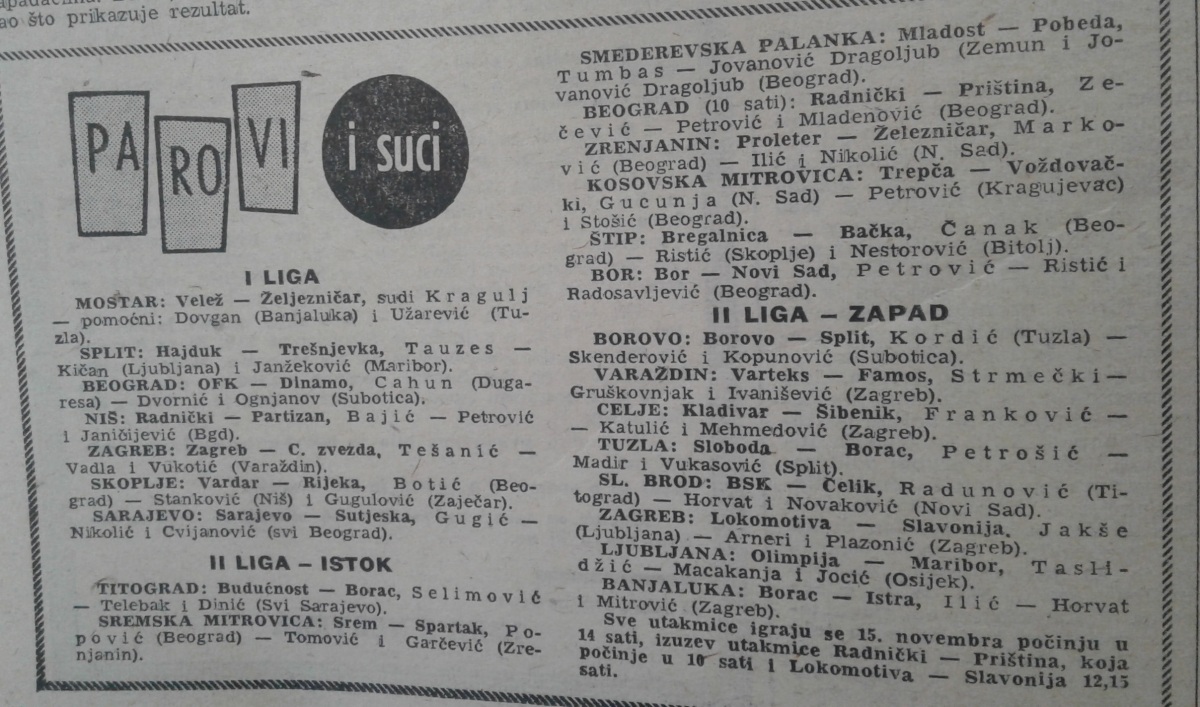 ao što prikazuje rezultat.
PAROVI
i suci
I LIGA
MOSTAR: Velež — Željezničar, sudi Kragulj
— pomoćni: Dovgan (Banjaluka) i Užarević (Tu-
zla).
SPLIT: Hajduk — Trešnjevka, Tauzes —
Kičan (Ljubljana) i Janžeković (Maribor).
BEOGRAD: OFK — Dinamo, Cahun (Duga-
resa) — Dvornić i Ognjanov (Subotica).
NIŠ: Radnički — Partizan, Bajić — Petrović
i Janičijević (Bgd).
ZAGREB: Zagreb — C. zvezda, Tešanić —
Vadla i Vukotić (Varaždin).
SKOPLJE: Vardar — Rijeka, Botić (Beo-
grad) — Stanković (Niš) i Gugulović (Zaječar).
SARAJEVO: Sarajevo — Sutjeska, Gugić —
Nikolić i Cvijanović (svi Beograd).
II LIGA — ISTOK
TITOGRAD: Budućnost — Borac, Selimović
— Telebak i Dinić (Svi Sarajevo).
SREMSKA MITROVICA: Srem — Spartak, Po-
pović (Beograd) — Tomović i Garčević (Zre-
njanin).
SMEDEREVSKA PALANKA: Mladost — Pobeda,
Tumbas — Jovanović Dragoljub (Zemun i Jo-
vanović Dragoljub (Beograd).
BEOGRAD (10 sati): Radnički — Priština, Ze-
čević — Petrović i Mladenović (Beograd).
ZRENJANIN: Proleter — Železničar, Marko-
vić (Beograd) — Ilić i Nikolić (N. Sad).
KOSOVSKA MITROVICA: Trepča — Voždovač-
ki, Gucunja (N. Sad) — Petrović (Kragujevac)
i Stošić (Beograd).
ŠTIP: Bregalnica — Bačka, Čanak (Beo-
grad) — Ristić (Skoplje) i Nestorović (Bitolj).
BOR: Bor — Novi Sad, Petrović — Ristić i
Radosavljević (Beograd).
II LIGA — ZAPAD
BOROVO: Borovo — Split, Kordić (Tuzla) —
Skenderović i Kopunović (Subotica).
VARAŽDIN: Varteks — Famos, Strmečki —
Gruškovnjak i Ivanišević (Zagreb).
CELJE: Kladivar — Šibenik, Franković —
— Katulić i Mehmedović (Zagreb).
TUZLA: Sloboda — Borac, Petrošić —
Madir i Vukasović (Split).
SL. BROD: BSK — Čelik, Radunović (Ti-
tograd) — Horvat i Novaković (Novi Sad).
ZAGREB: Lokomotiva — Slavonija, Jakše
(Ljubljana) — Arneri i Plazonić (Zagreb).
LJUBLJANA: Olimpija — Maribor, Tasli-
džić — Macakanja i Jocić (Osijek).
BANJALUKA: Borac — Istra, Ilić — Horvat
i Mitrović (Zagreb).
Sve utakmice igraju se 15. novembra počinju u
14 sati, izuzev utakmice Radnički — Priština, koja
počinje u 10 sati i Lokomotiva — Slavonija 12,15
sati.